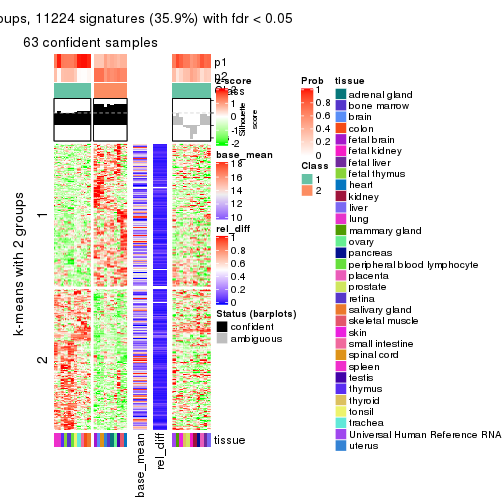 oups, 11224 signatures (35.9%) with fdr < 0.05
63 confident samples
p1
p2
Class
Silhouette
score
k-means with 2 groups
1
2
base_mean
rel_diff
tissue
z-score
2
1
0
-1
-2
base_mean
18
16
14
12
10
rel_diff
1
0.8
0.6
0.4
0.2
0
Status (barplots)
confident
ambiguous
Prob
1
0.8
0.6
0.4
0.2
0
Class
1
2
tissue
adrenal gland
bone marrow
brain
colon
fetal brain
fetal kidney
fetal liver
fetal thymus
heart
kidney
liver
lung
mammary gland
ovary
pancreas
peripheral blood lymphocyte
placenta
prostate
retina
salivary gland
skeletal muscle
skin
small intestine
spinal cord
spleen
testis
thymus
thyroid
tonsil
trachea
Universal Human Reference RNA
uterus